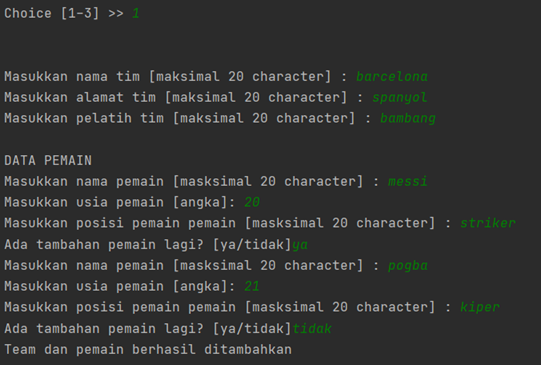 Choice [1-3] >> 1
Masukkan nama tim [maksimal 20 character] : barcelona
Masukkan alamat tim [maksimal 20 character] : spanyol
Masukkan pelatih tim [maksimal 20 character] : bambang
DATA PEMAIN
Masukkan nama pemain [masksimal 20 character] : messi
Masukkan usia pemain [angka]: 20
Masukkan posisi pemain pemain [masksimal 20 character] : striker
Ada tambahan pemain lagi? [ya/tidak]ya
Masukkan nama pemain [masksimal 20 character] : pogba
Masukkan usia pemain [angka]: 21
Masukkan posisi pemain pemain [masksimal 20 character] : kiper
Ada tambahan pemain lagi? [ya/tidak]tidak
Team dan pemain berhasil ditambahkan